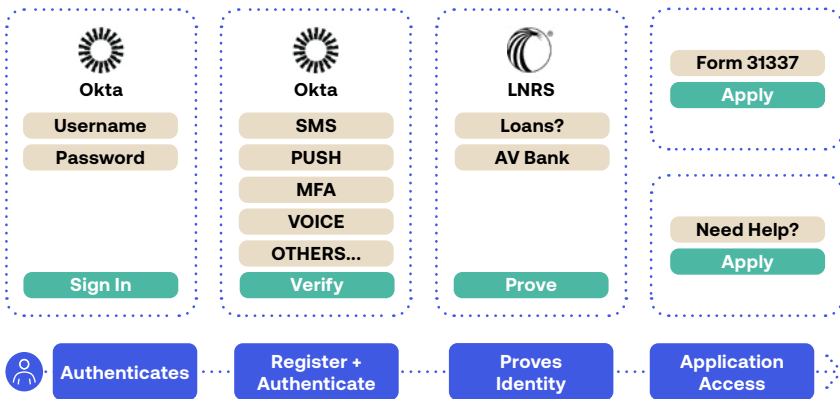 Okta
Username
Password
Sign In
Okta
SMS
PUSH
MFA
VOICE
OTHERS...
Verify
LNRS
Loans?
AV Bank
Prove
Form 31337
Apply
Need Help?
Apply
Authenticates
Register +
Authenticate
Proves
Identity
Application
Access